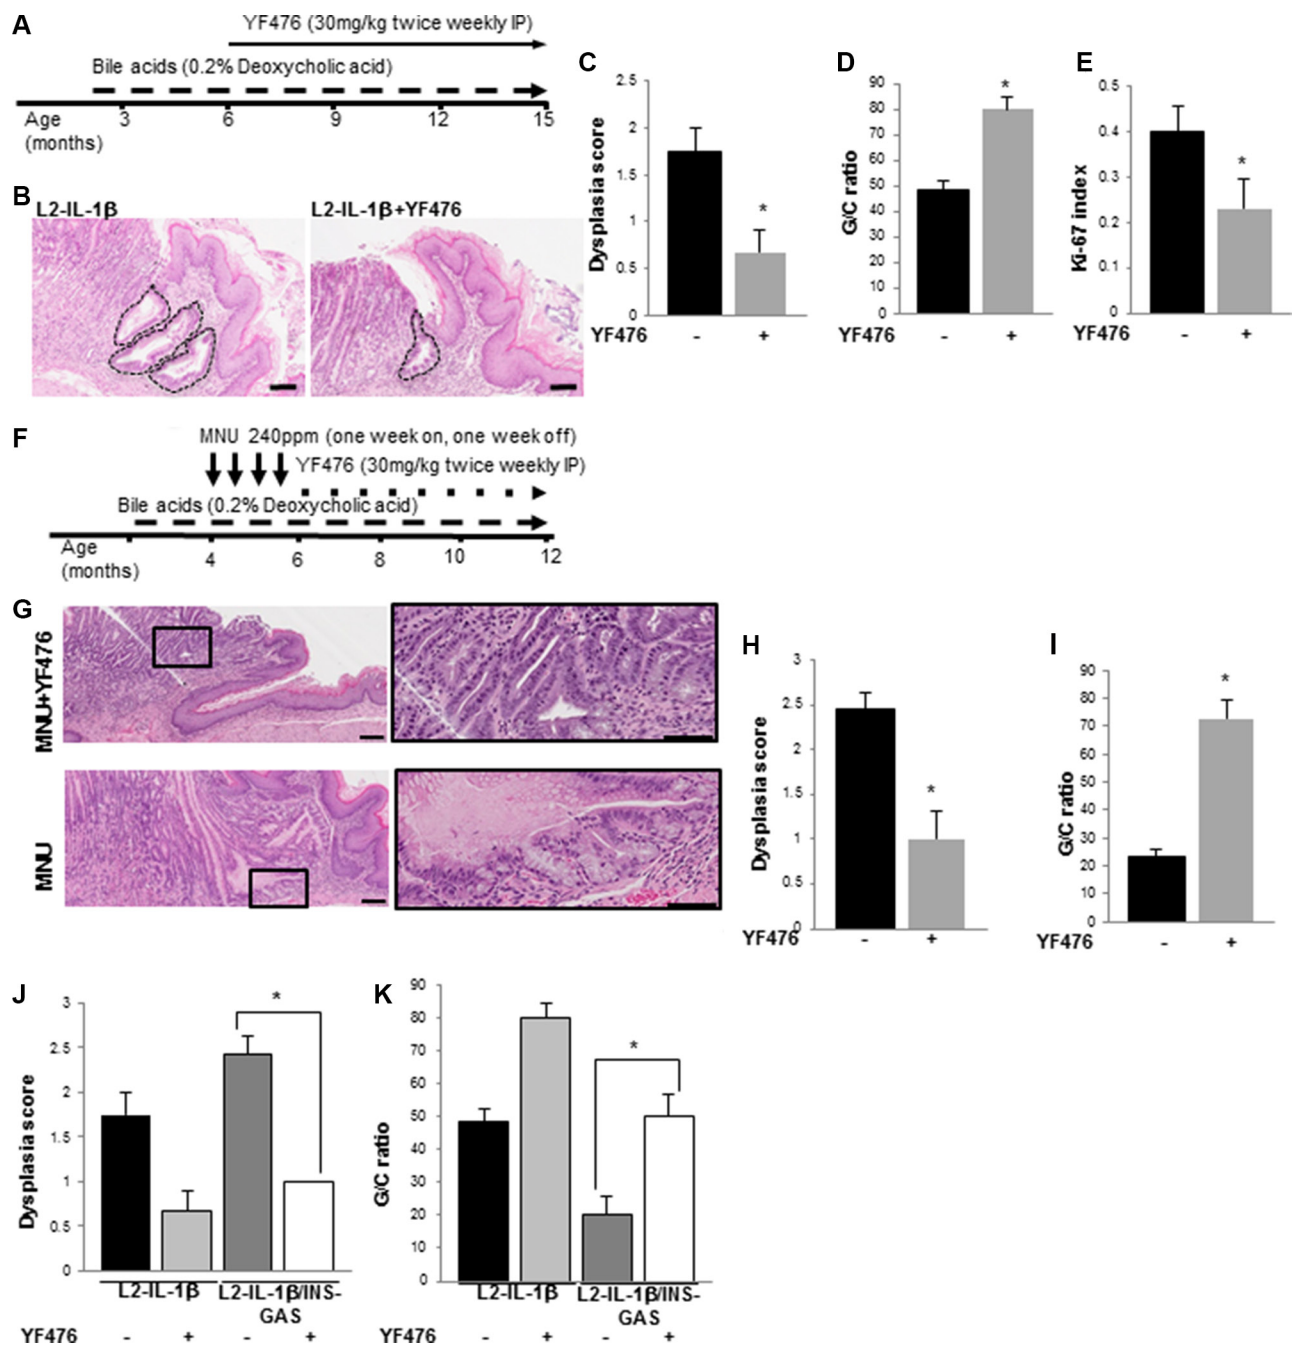 A
YF476 (30mg/kg twice weekly IP)
Bile acids (0.2% Deoxycholic acid)
Age
(months)
3
6
9
12
15
B
L2-IL-1β
L2-IL-1β+YF476
C
Dysplasia score
2.5
2
1.5
1
0.5
0
YF476
-
+
*
D
G/C ratio
90
80
70
60
50
40
30
20
10
0
YF476
-
+
*
E
Ki-67 index
0.5
0.4
0.3
0.2
0.1
0
YF476
-
+
*
F
MNU 240ppm (one week on, one week off)
YF476 (30mg/kg twice weekly IP)
Bile acids (0.2% Deoxycholic acid)
Age
(months)
4
6
8
10
12
G
MNU+YF476
MNU
H
Dysplasia score
3
2.5
2
1.5
1
0.5
0
YF476
-
+
*
I
G/C ratio
90
80
70
60
50
40
30
20
10
0
YF476
-
+
*
J
Dysplasia score
3
2.5
2
1.5
1
0.5
0
*
L2-IL-1β
L2-IL-1β/INS-
GAS
YF476
-
+
-
+
K
G/C ratio
90
80
70
60
50
40
30
20
10
0
*
L2-IL-1β
L2-IL-1β/INS-
GAS
YF476
-
+
-
+